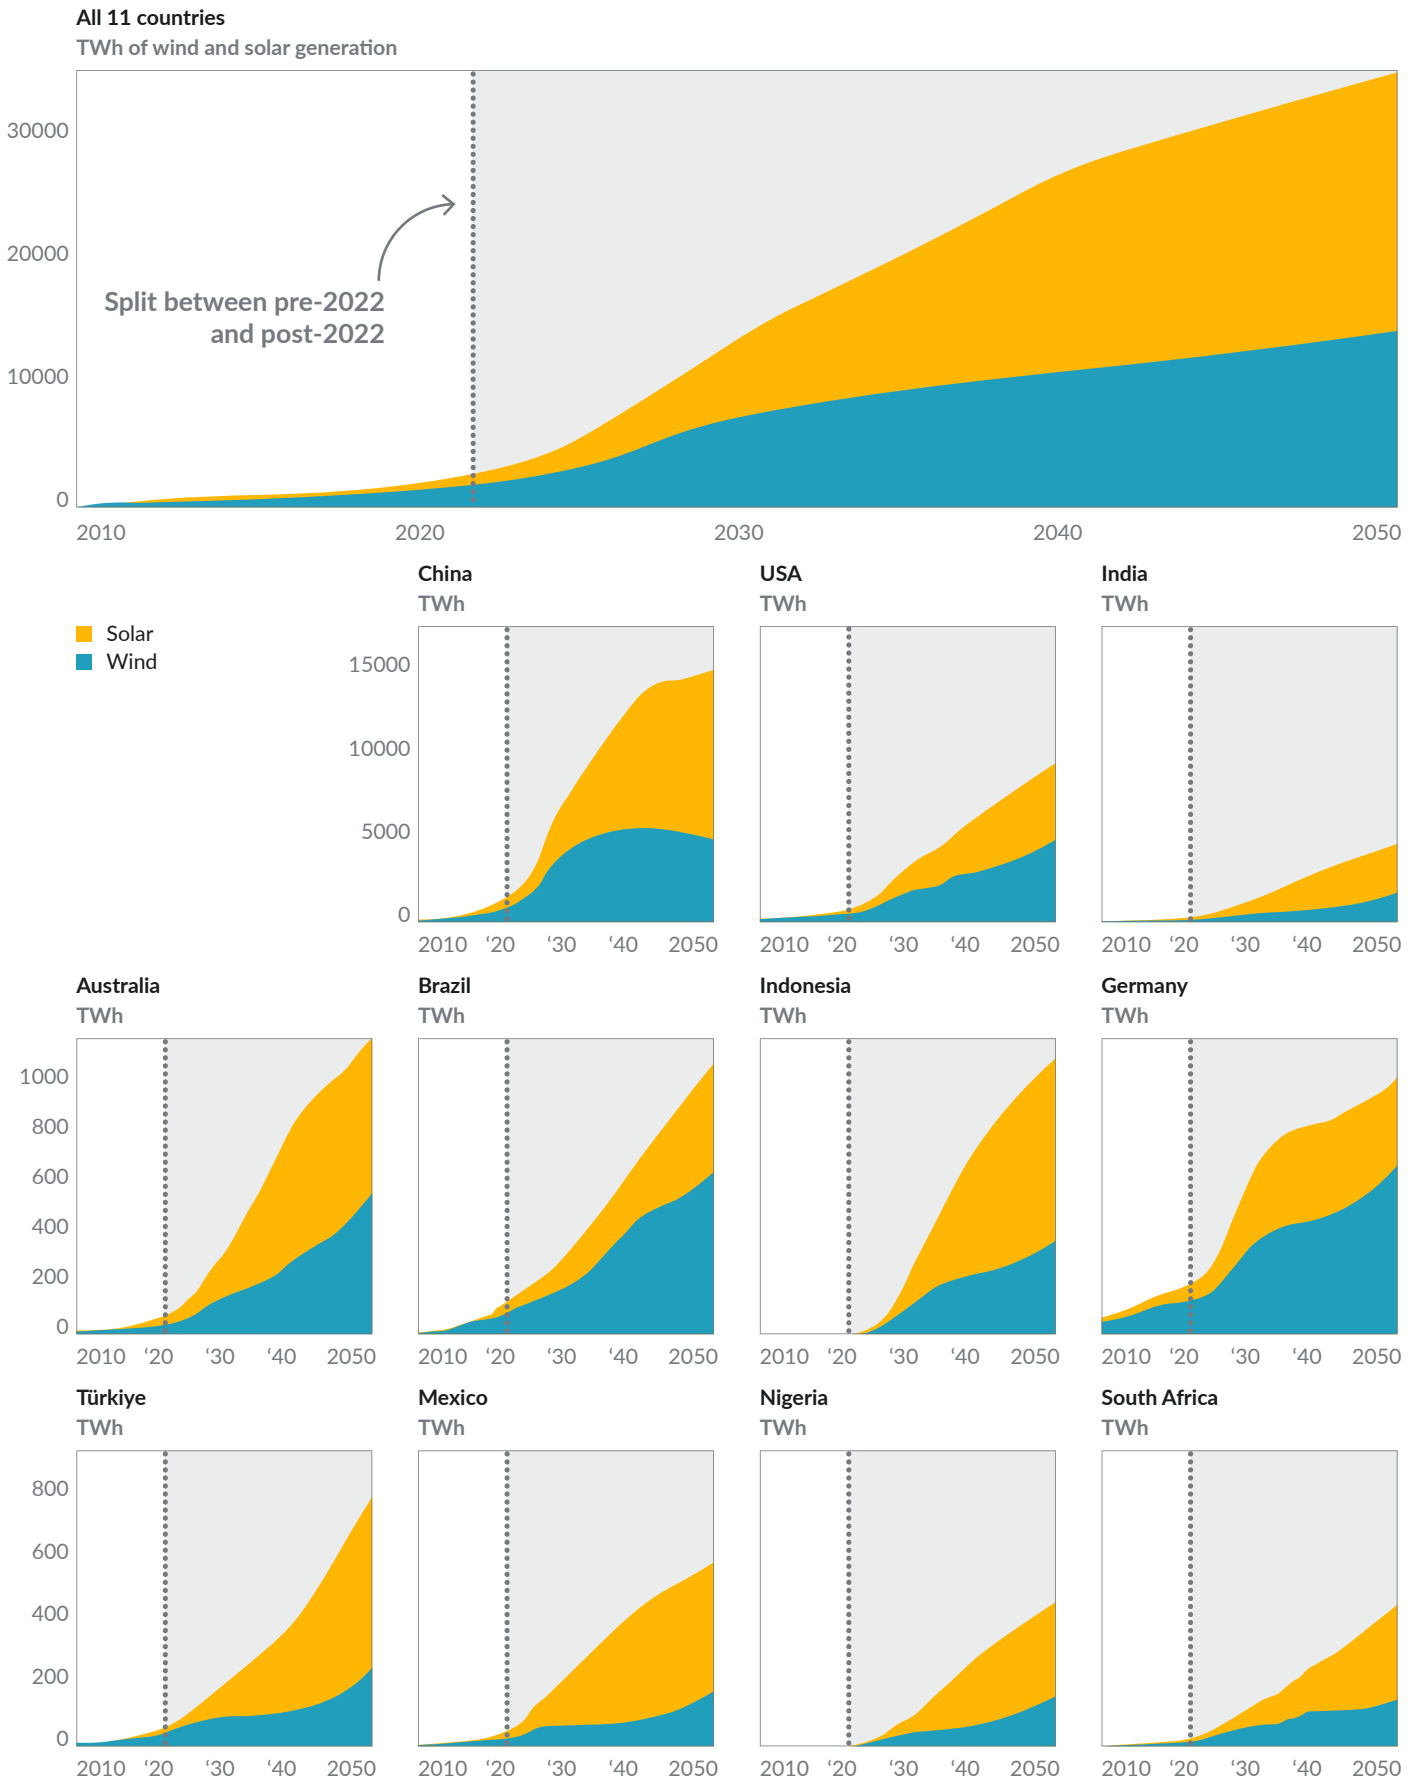 All 11 countries
TWh of wind and solar generation
30000
20000
10000
0
Split between pre-2022
and post-2022
2010 2020 2030 2040 2050
Solar
Wind
China USA India
TWh TWh TWh
15000
10000
5000
0
2010 ‘20 ‘30 ‘40 2050 2010 ‘20 ‘30 ‘40 2050 2010 ‘20 ‘30 ‘40 2050
Australia Brazil Indonesia Germany
TWh TWh TWh TWh
1000
800
600
400
200
0
2010 ‘20 ‘30 ‘40 2050 2010 ‘20 ‘30 ‘40 2050 2010 ‘20 ‘30 ‘40 2050 2010 ‘20 ‘30 ‘40 2050
Türkiye Mexico Nigeria South Africa
TWh TWh TWh TWh
800
600
400
200
0
2010 ‘20 ‘30 ‘40 2050 2010 ‘20 ‘30 ‘40 2050 2010 ‘20 ‘30 ‘40 2050 2010 ‘20 ‘30 ‘40 2050